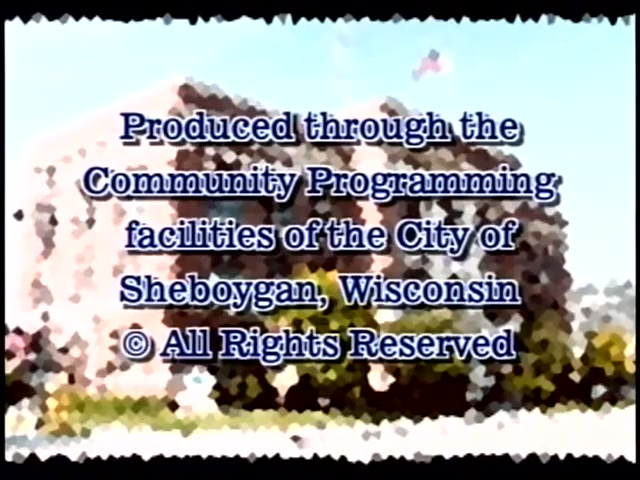 Produced through the
Community Programming
facilities of the City of
Sheboygan, Wisconsin
© All Rights Reserved